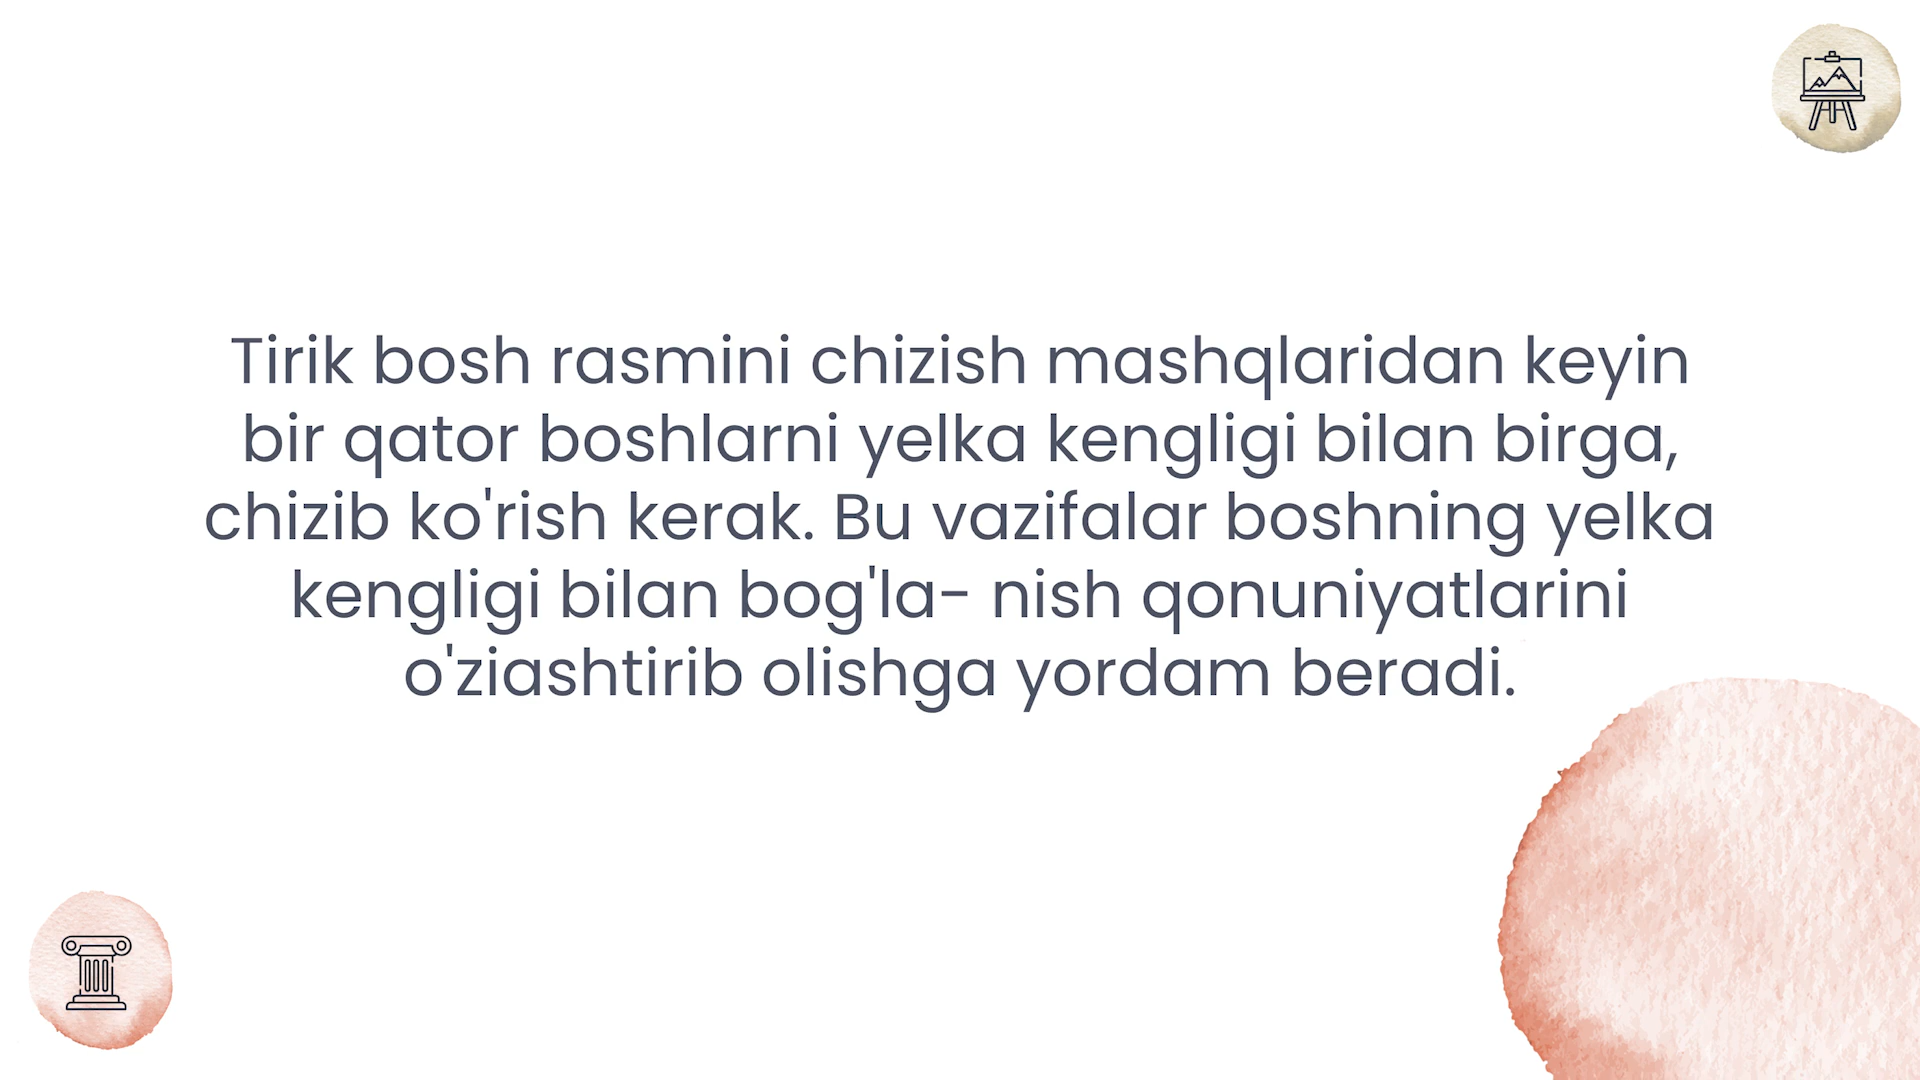 Tirik bosh rasmini chizish mashqlaridan keyin
bir qator boshlarni yelka kengligi bilan birga,
chizib ko'rish kerak. Bu vazifalar boshning yelka
kengligi bilan bog'la- nish qonuniyatlarini
o'ziashtirib olishga yordam beradi.